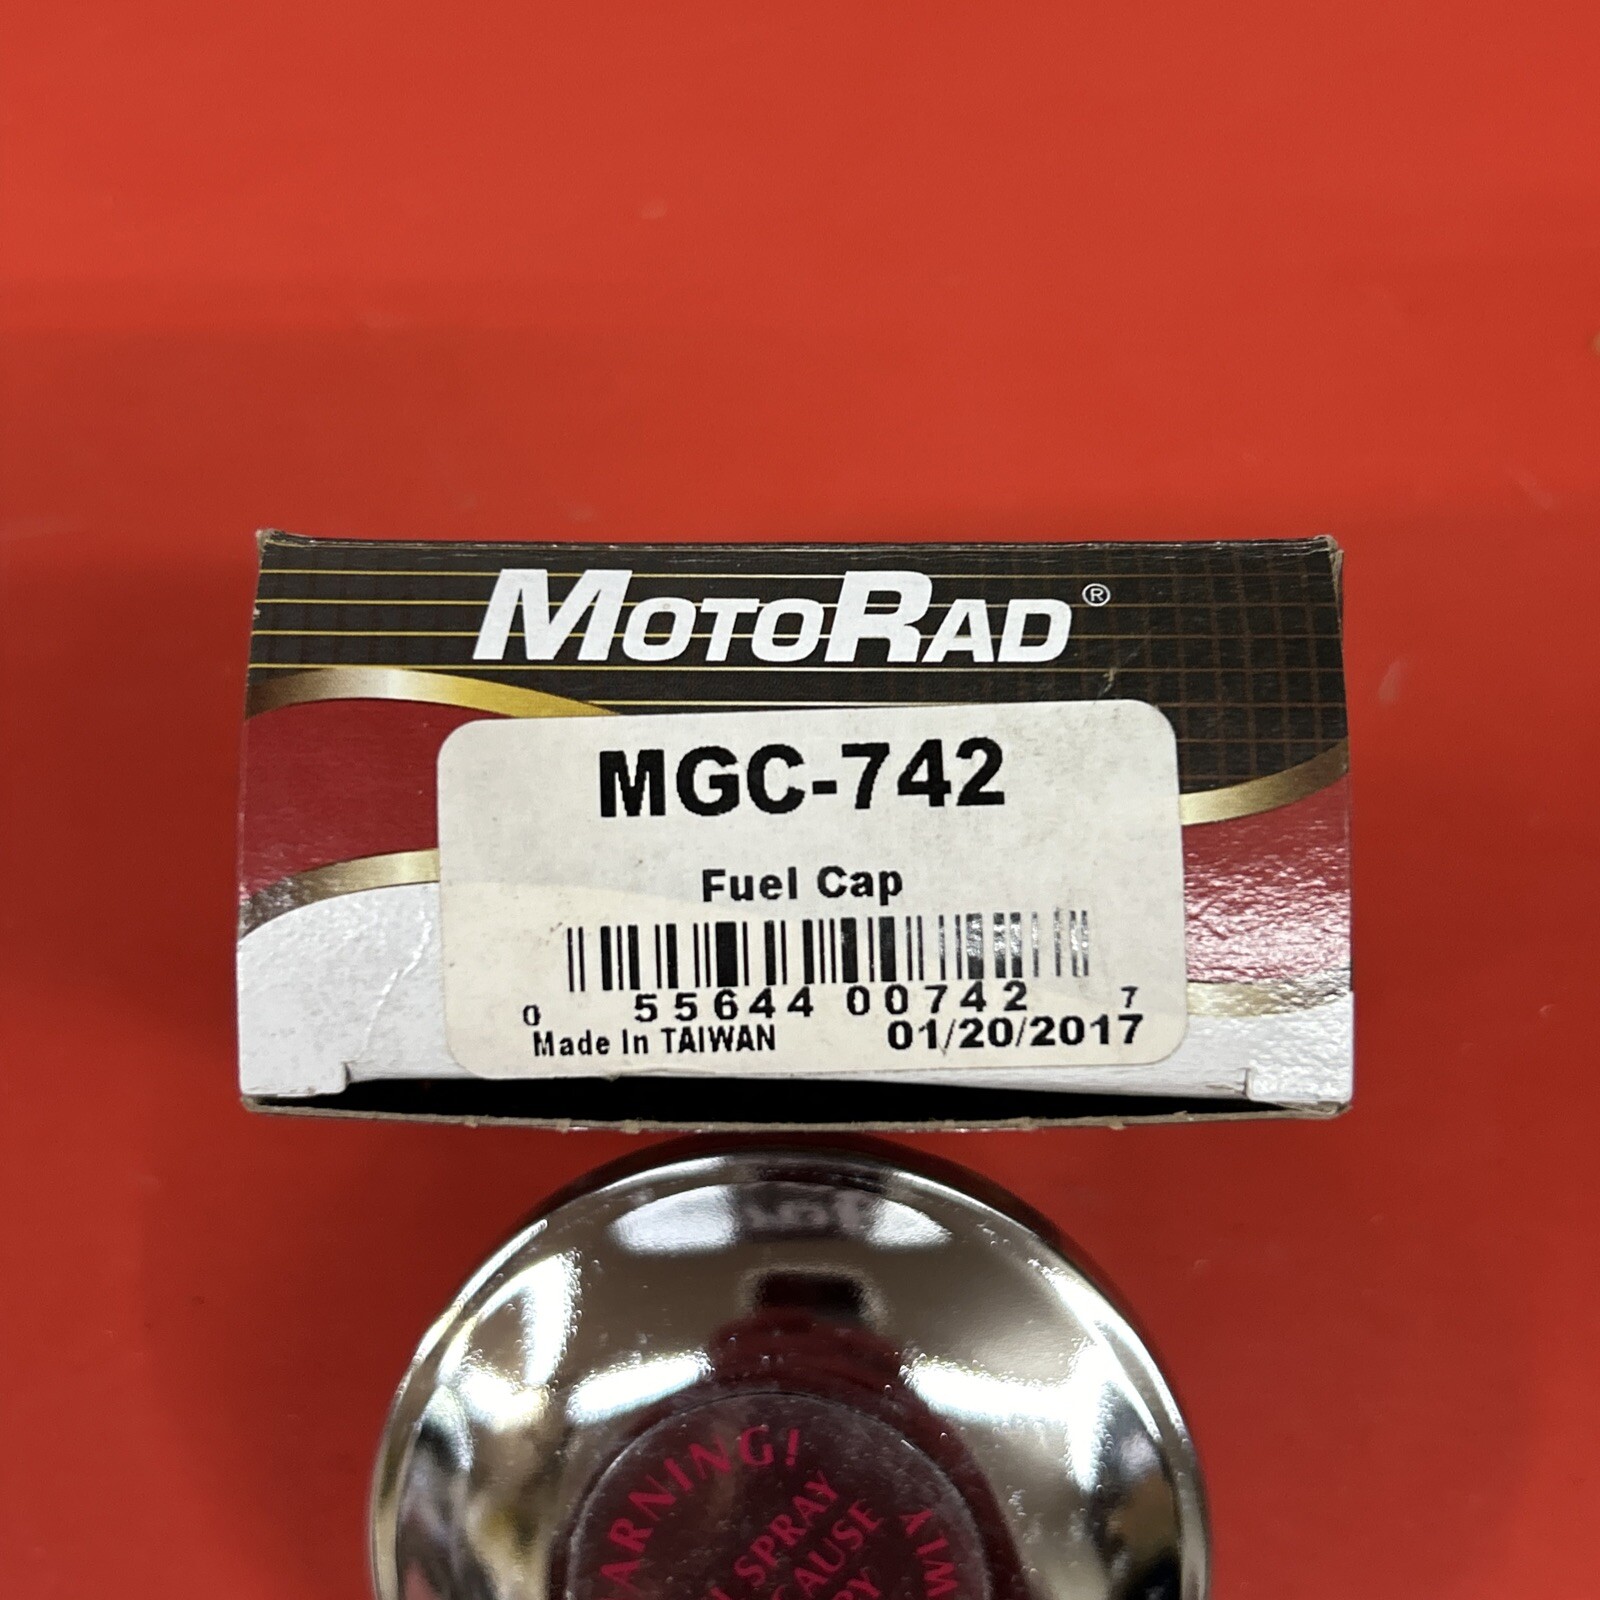 MOTORAD®
MGC-742
Fuel Cap
0 55644 00742 7
Made In TAIWAN 01/20/2017
WARNING!
SPRAY
CAUSE